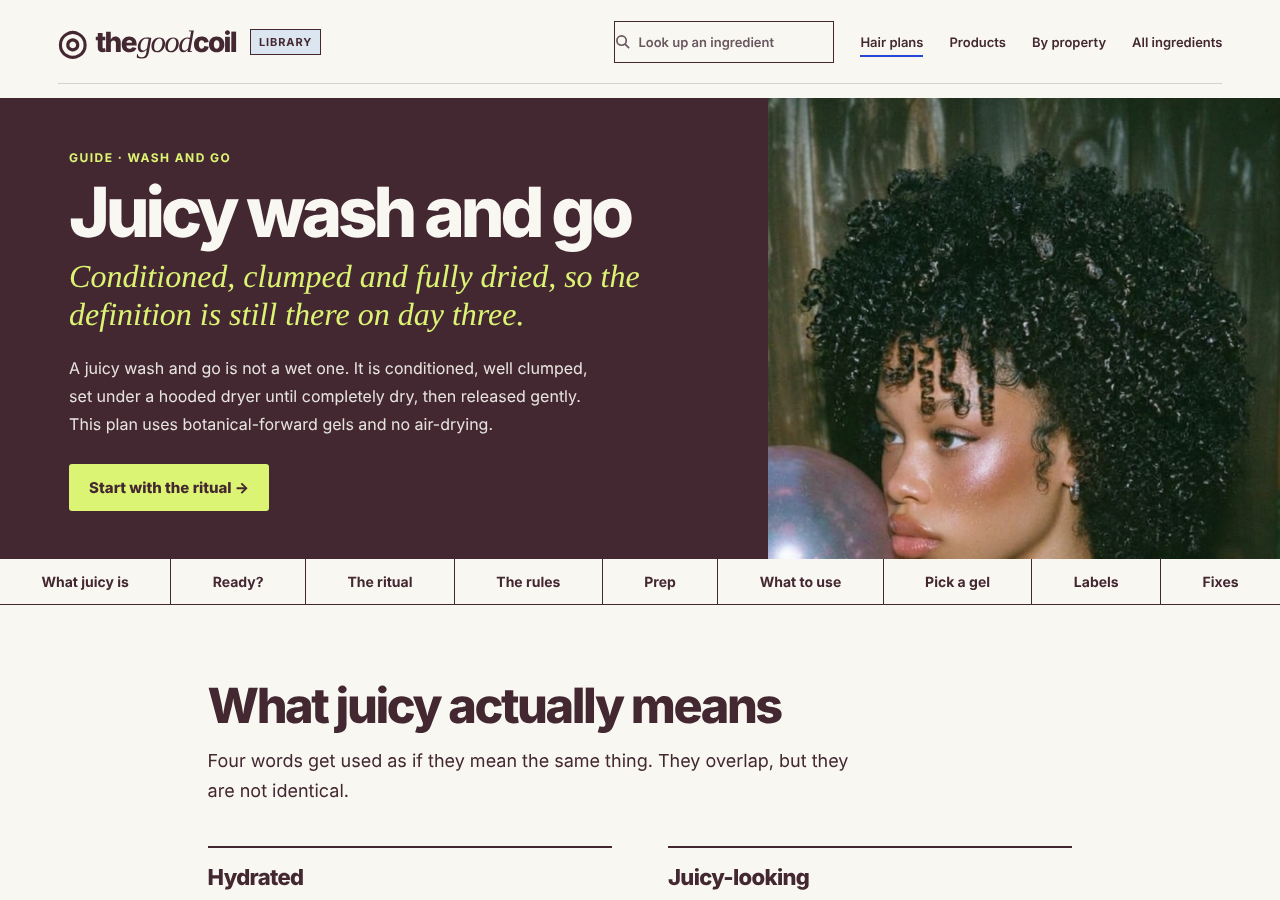 thegoodcoil LIBRARY
Look up an ingredient
Hair plans Products By property All ingredients
GUIDE · WASH AND GO
Juicy wash and go
Conditioned, clumped and fully dried, so the
definition is still there on day three.
A juicy wash and go is not a wet one. It is conditioned, well clumped,
set under a hooded dryer until completely dry, then released gently.
This plan uses botanical-forward gels and no air-drying.
Start with the ritual →
What juicy is Ready? The ritual The rules Prep What to use Pick a gel Labels Fixes
What juicy actually means
Four words get used as if they mean the same thing. They overlap, but they
are not identical.
Hydrated
Juicy-looking